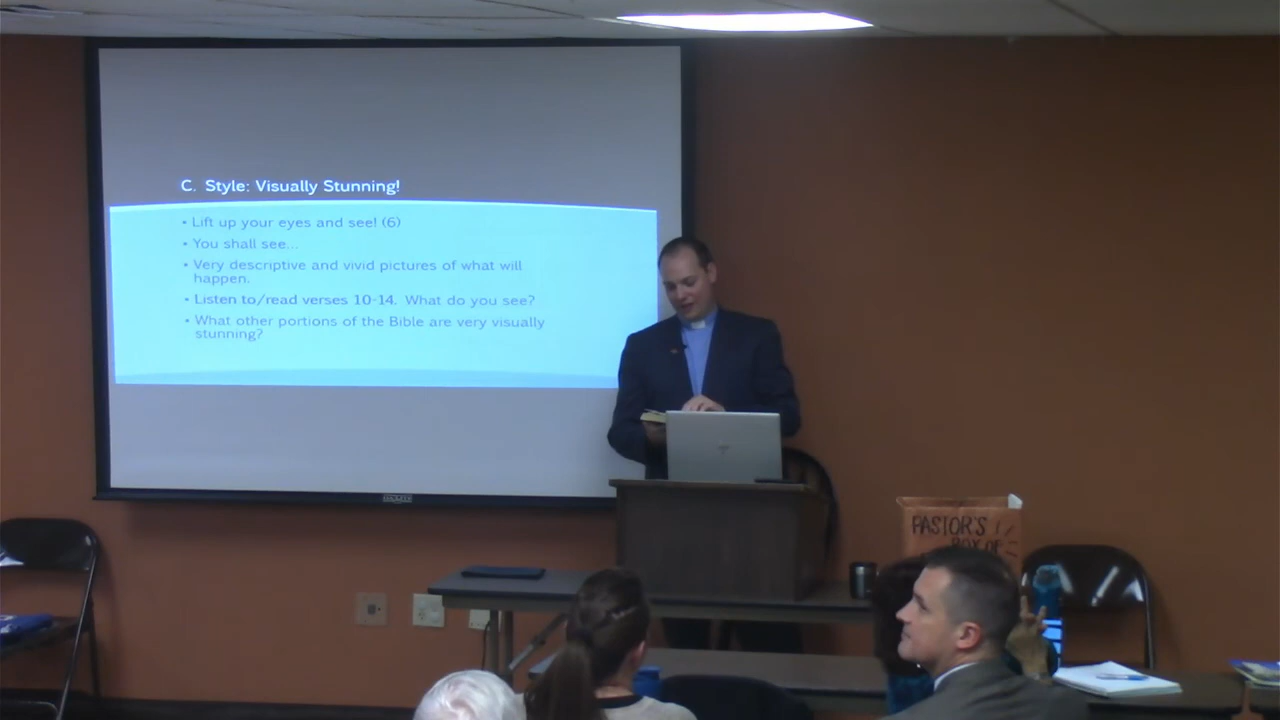 C. Style: Visually Stunning!
▪ Lift up your eyes and see! (6)
▪ You shall see...
▪ Very descriptive and vivid pictures of what will
happen.
▪ Listen to/read verses 10-14. What do you see?
▪ What other portions of the Bible are very visually
stunning?
PASTOR'S
BOX OF